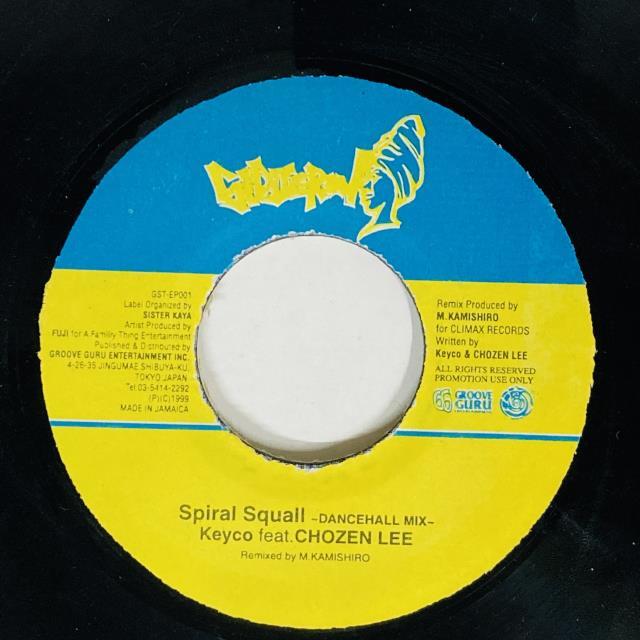 GST-EP001
Label Organized by
SISTER KAYA
Artist Produced by
FUJI for A Familiy Thing Entertainment
Published & Distributed by
GROOVE GURU ENTERTAINMENT INC.
4-26-35 JINGUMAE SHIBUYA-KU,
TOKYO JAPAN
Tel:03-5414-2292
(P)(C)1999
MADE IN JAMAICA
Remix Produced by
M.KAMISHIRO
for CLIMAX RECORDS
Written by
Keyco & CHOZEN LEE
ALL RIGHTS RESERVED
PROMOTION USE ONLY
GROOVE
GURU
Spiral Squall ~DANCEHALL MIX~
Keyco feat.CHOZEN LEE
Remixed by M.KAMISHIRO